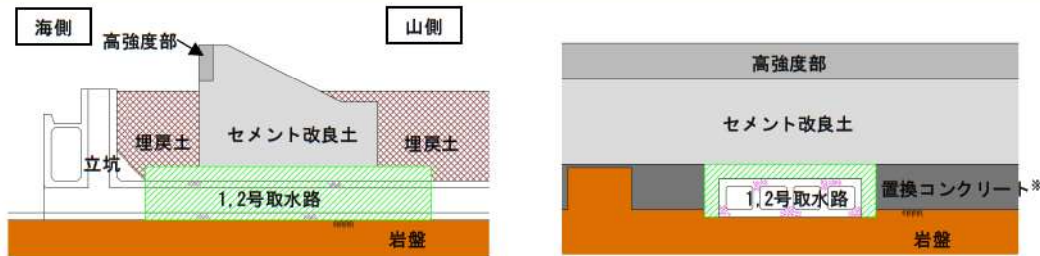 海側
山側
高強度部
埋戻土
セメント改良土
埋戻土
立坑
1,2号取水路
岩盤
高強度部
セメント改良土
1,2号取水路
置換コンクリート※
岩盤